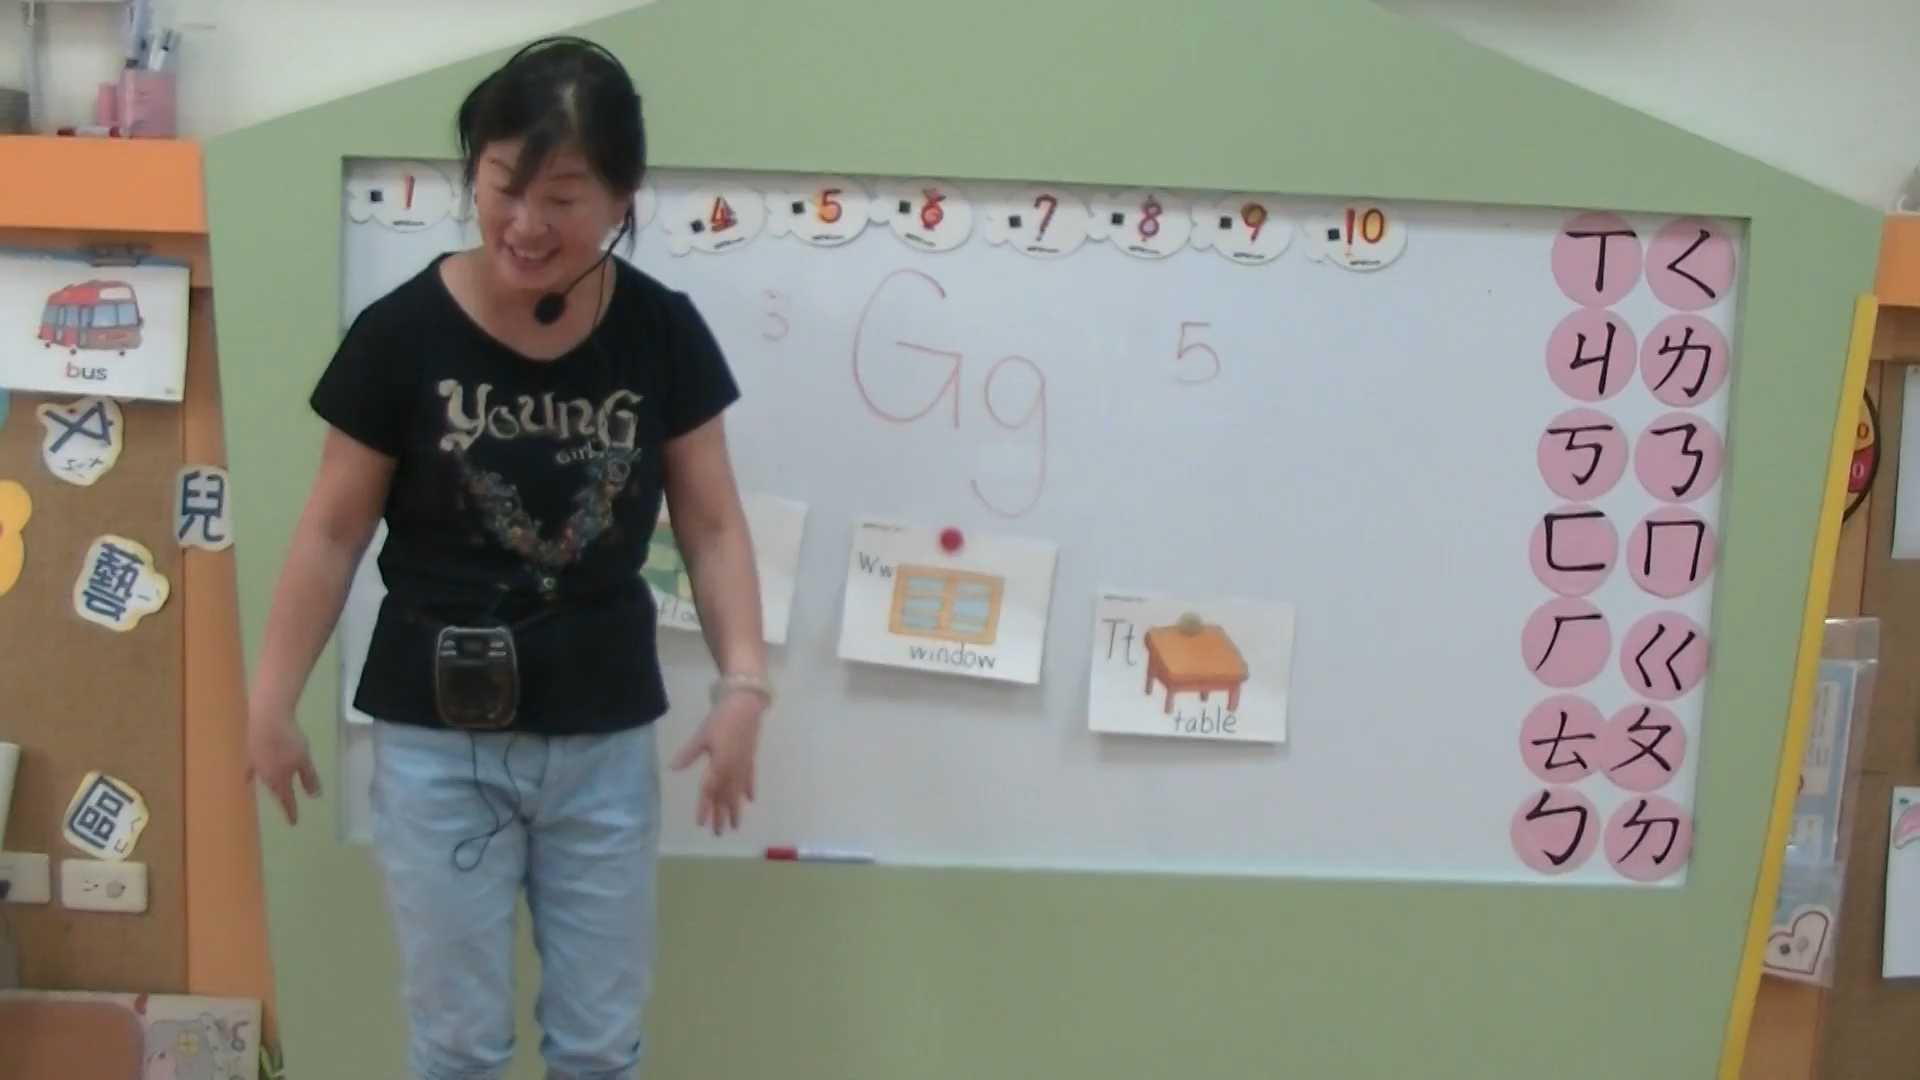 1
4
5
6
7
8
9
10
3
Gg
5
YOUNG
Girl
bus
兒
藝
區
Ww
window
Tt
table
ㄒ ㄑ
ㄐ ㄌ
ㄎ ㄋ
ㄈ ㄇ
ㄏ ㄍ
ㄊ ㄆ
ㄅ ㄉ